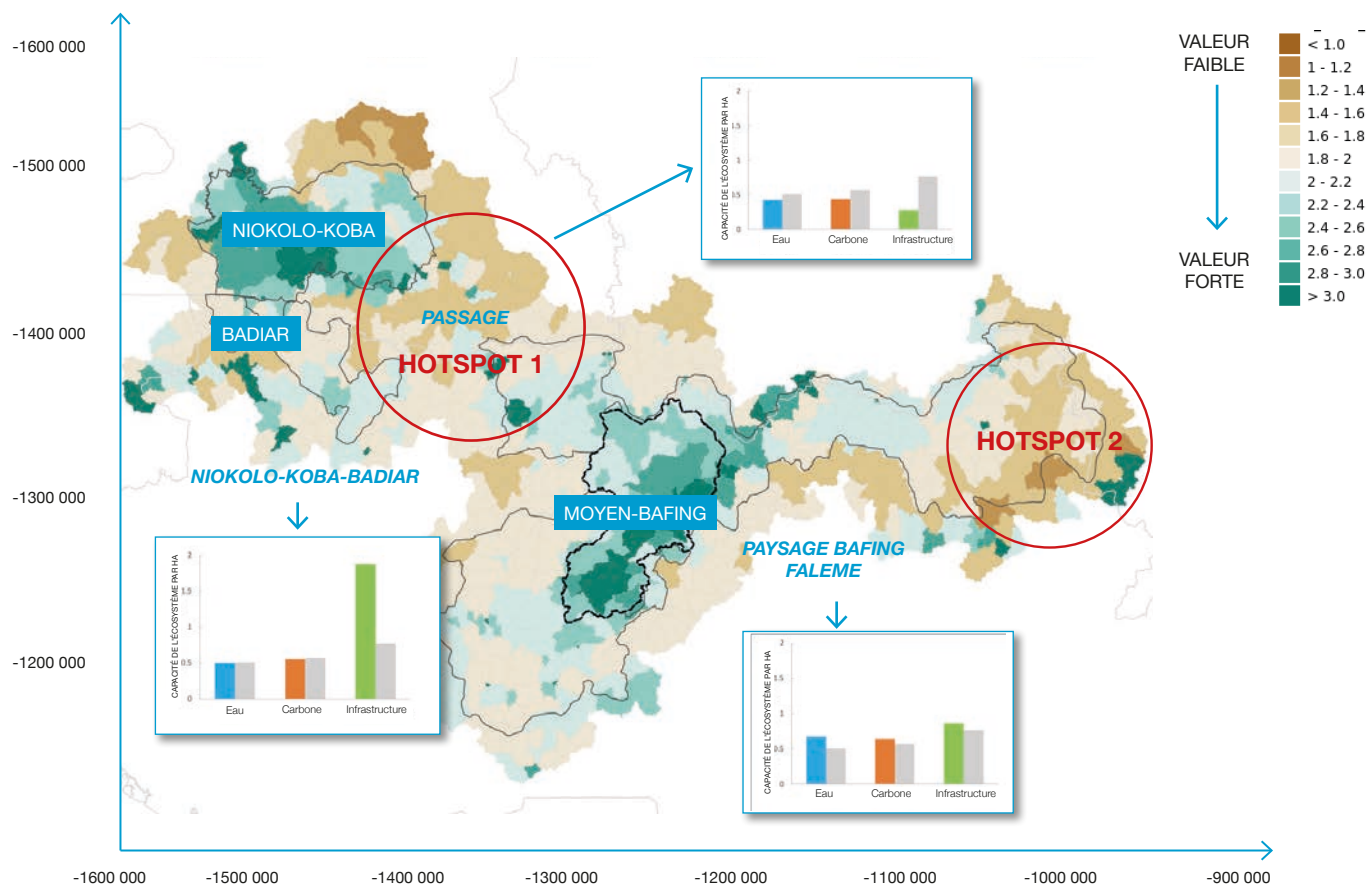 -1600 000
-1500 000
-1400 000
-1300 000
-1200 000
-1600 000
-1500 000
-1400 000
-1300 000
-1200 000
-1100 000
-1000 000
-900 000
VALEUR
FAIBLE
VALEUR
FORTE
< 1.0
1 - 1.2
1.2 - 1.4
1.4 - 1.6
1.6 - 1.8
1.8 - 2
2 - 2.2
2.2 - 2.4
2.4 - 2.6
2.6 - 2.8
2.8 - 3.0
> 3.0
NIOKOLO-KOBA
BADIAR
PASSAGE
HOTSPOT 1
HOTSPOT 2
MOYEN-BAFING
NIOKOLO-KOBA-BADIAR
PAYSAGE BAFING
FALEME
CAPACITÉ DE L'ÉCOSYSTÈME PAR HA
2
1.5
1
0.5
0
Eau
Carbone
Infrastructure
CAPACITÉ DE L'ÉCOSYSTÈME PAR HA
2
1.5
1
0.5
0
Eau
Carbone
Infrastructure
CAPACITÉ DE L'ÉCOSYSTÈME PAR HA
2
1.5
1
0.5
0
Eau
Carbone
Infrastructure